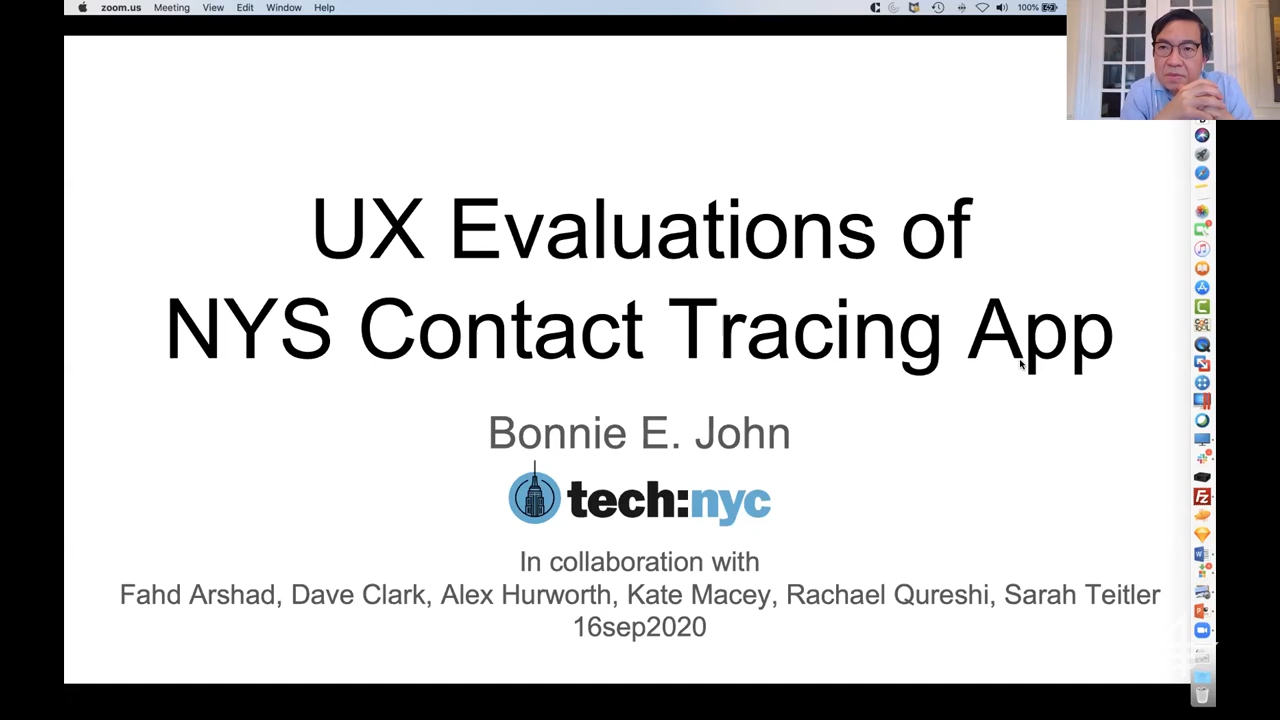 zoom.us Meeting View Edit Window Help 100%
UX Evaluations of
NYS Contact Tracing App
Bonnie E. John
tech:nyc
In collaboration with
Fahd Arshad, Dave Clark, Alex Hurworth, Kate Macey, Rachael Qureshi, Sarah Teitler
16sep2020